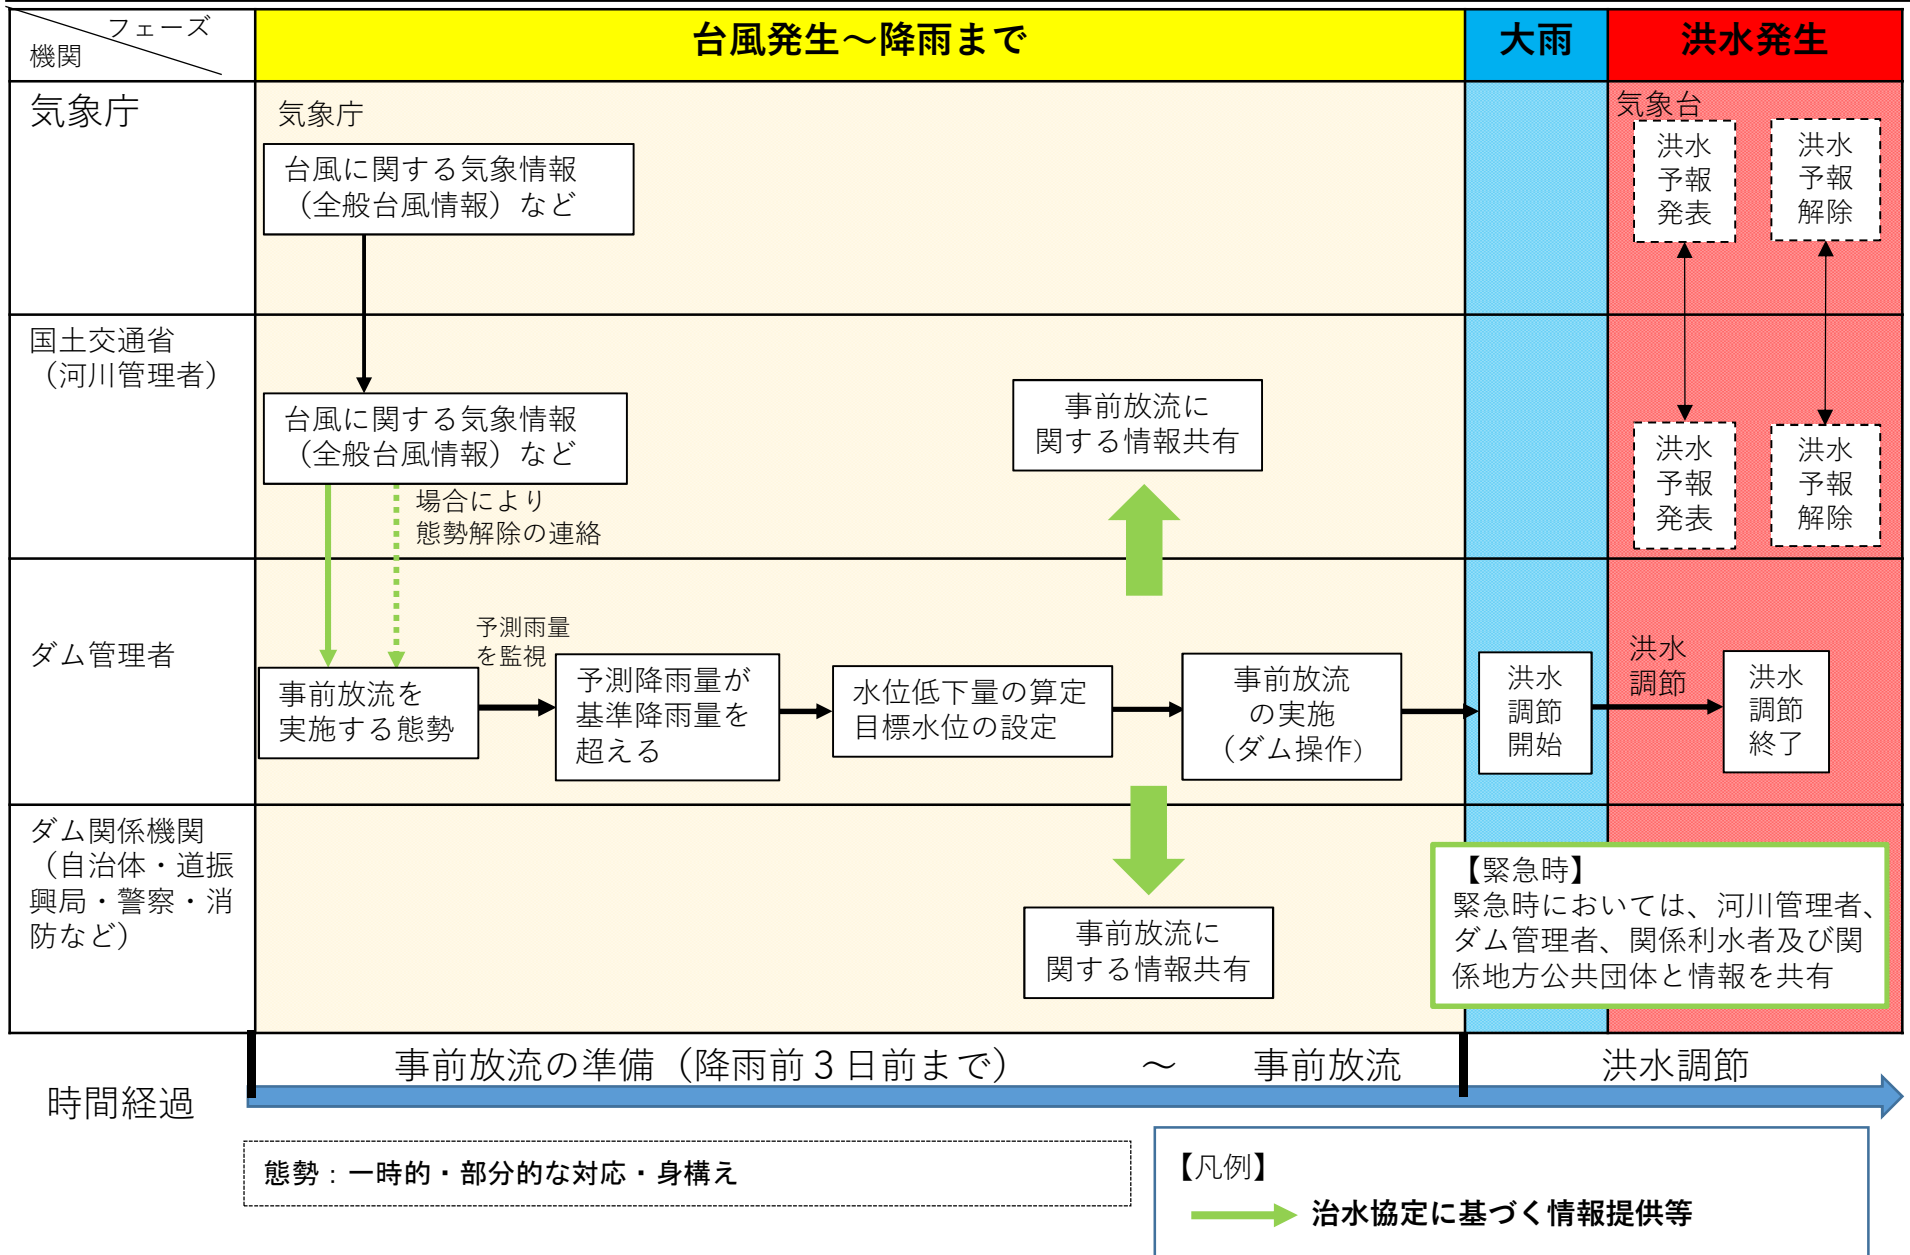 フェーズ
機関
台風発生～降雨まで
大雨
洪水発生
気象庁
気象庁
台風に関する気象情報
（全般台風情報）など
気象台
洪水
予報
発表
洪水
予報
解除
国土交通省
（河川管理者）
台風に関する気象情報
（全般台風情報）など
場合により
態勢解除の連絡
事前放流に
関する情報共有
洪水
予報
発表
洪水
予報
解除
ダム管理者
事前放流を
実施する態勢
予測雨量
を監視
予測降雨量が
基準降雨量を
超える
水位低下量の算定
目標水位の設定
事前放流
の実施
（ダム操作）
洪水
調節
開始
洪水
調節
洪水
調節
終了
ダム関係機関
（自治体・道振
興局・警察・消
防など）
事前放流に
関する情報共有
【緊急時】
緊急時においては、河川管理者、
ダム管理者、関係利水者及び関
係地方公共団体と情報を共有
時間経過
事前放流の準備（降雨前３日前まで）　～　事前放流
洪水調節
態勢：一時的・部分的な対応・身構え
【凡例】
治水協定に基づく情報提供等